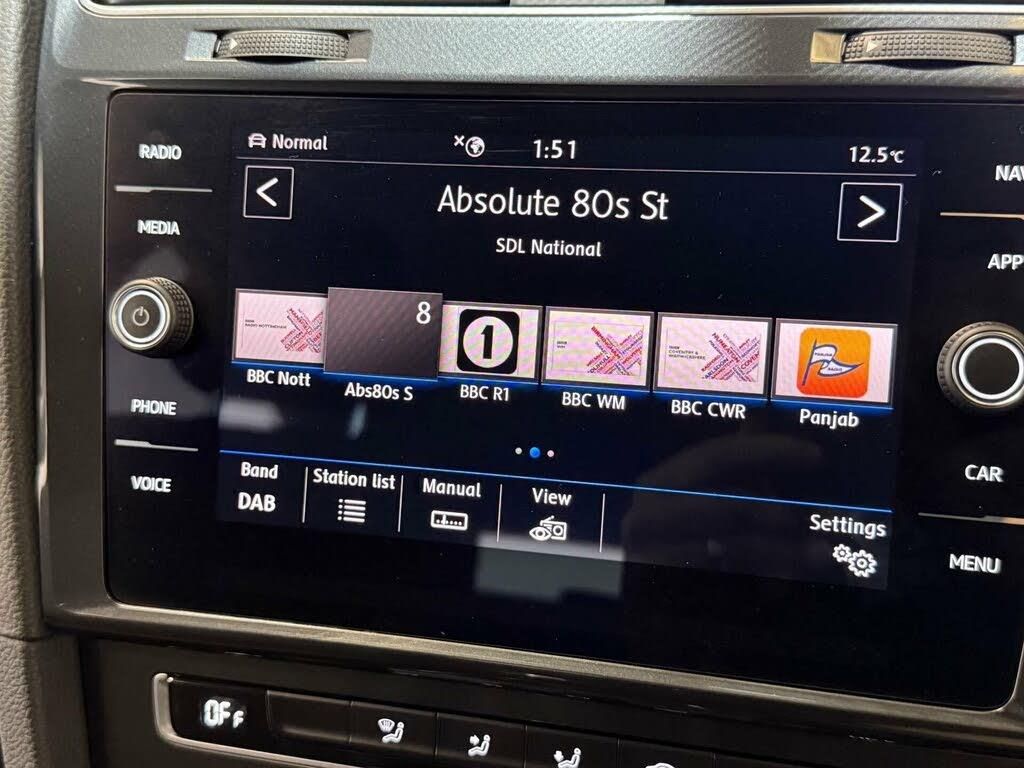 RADIO
MEDIA
PHONE
VOICE
Normal
1:51
12.5°C
Absolute 80s St
SDL National
8
1
BBC Nott
Abs80s S
BBC R1
BBC WM
BBC CWR
Panjab
Band
DAB
Station list
Manual
View
Settings
NAV
APP
CAR
MENU
OFF